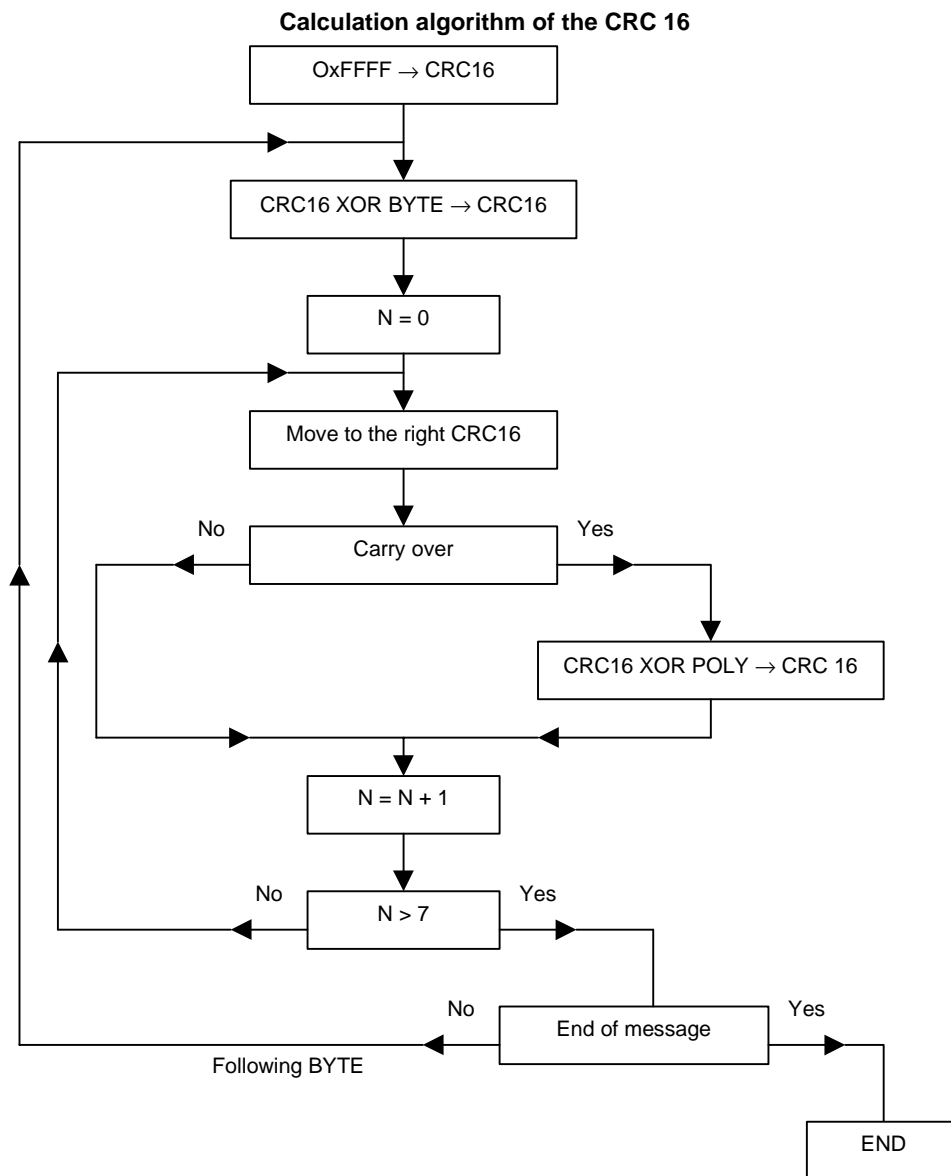 Calculation algorithm of the CRC 16
OxFFFF → CRC16
CRC16 XOR BYTE → CRC16
N = 0
Move to the right CRC16
No
Yes
Carry over
CRC16 XOR POLY → CRC 16
N = N + 1
No
Yes
N > 7
No
Yes
End of message
Following BYTE
END